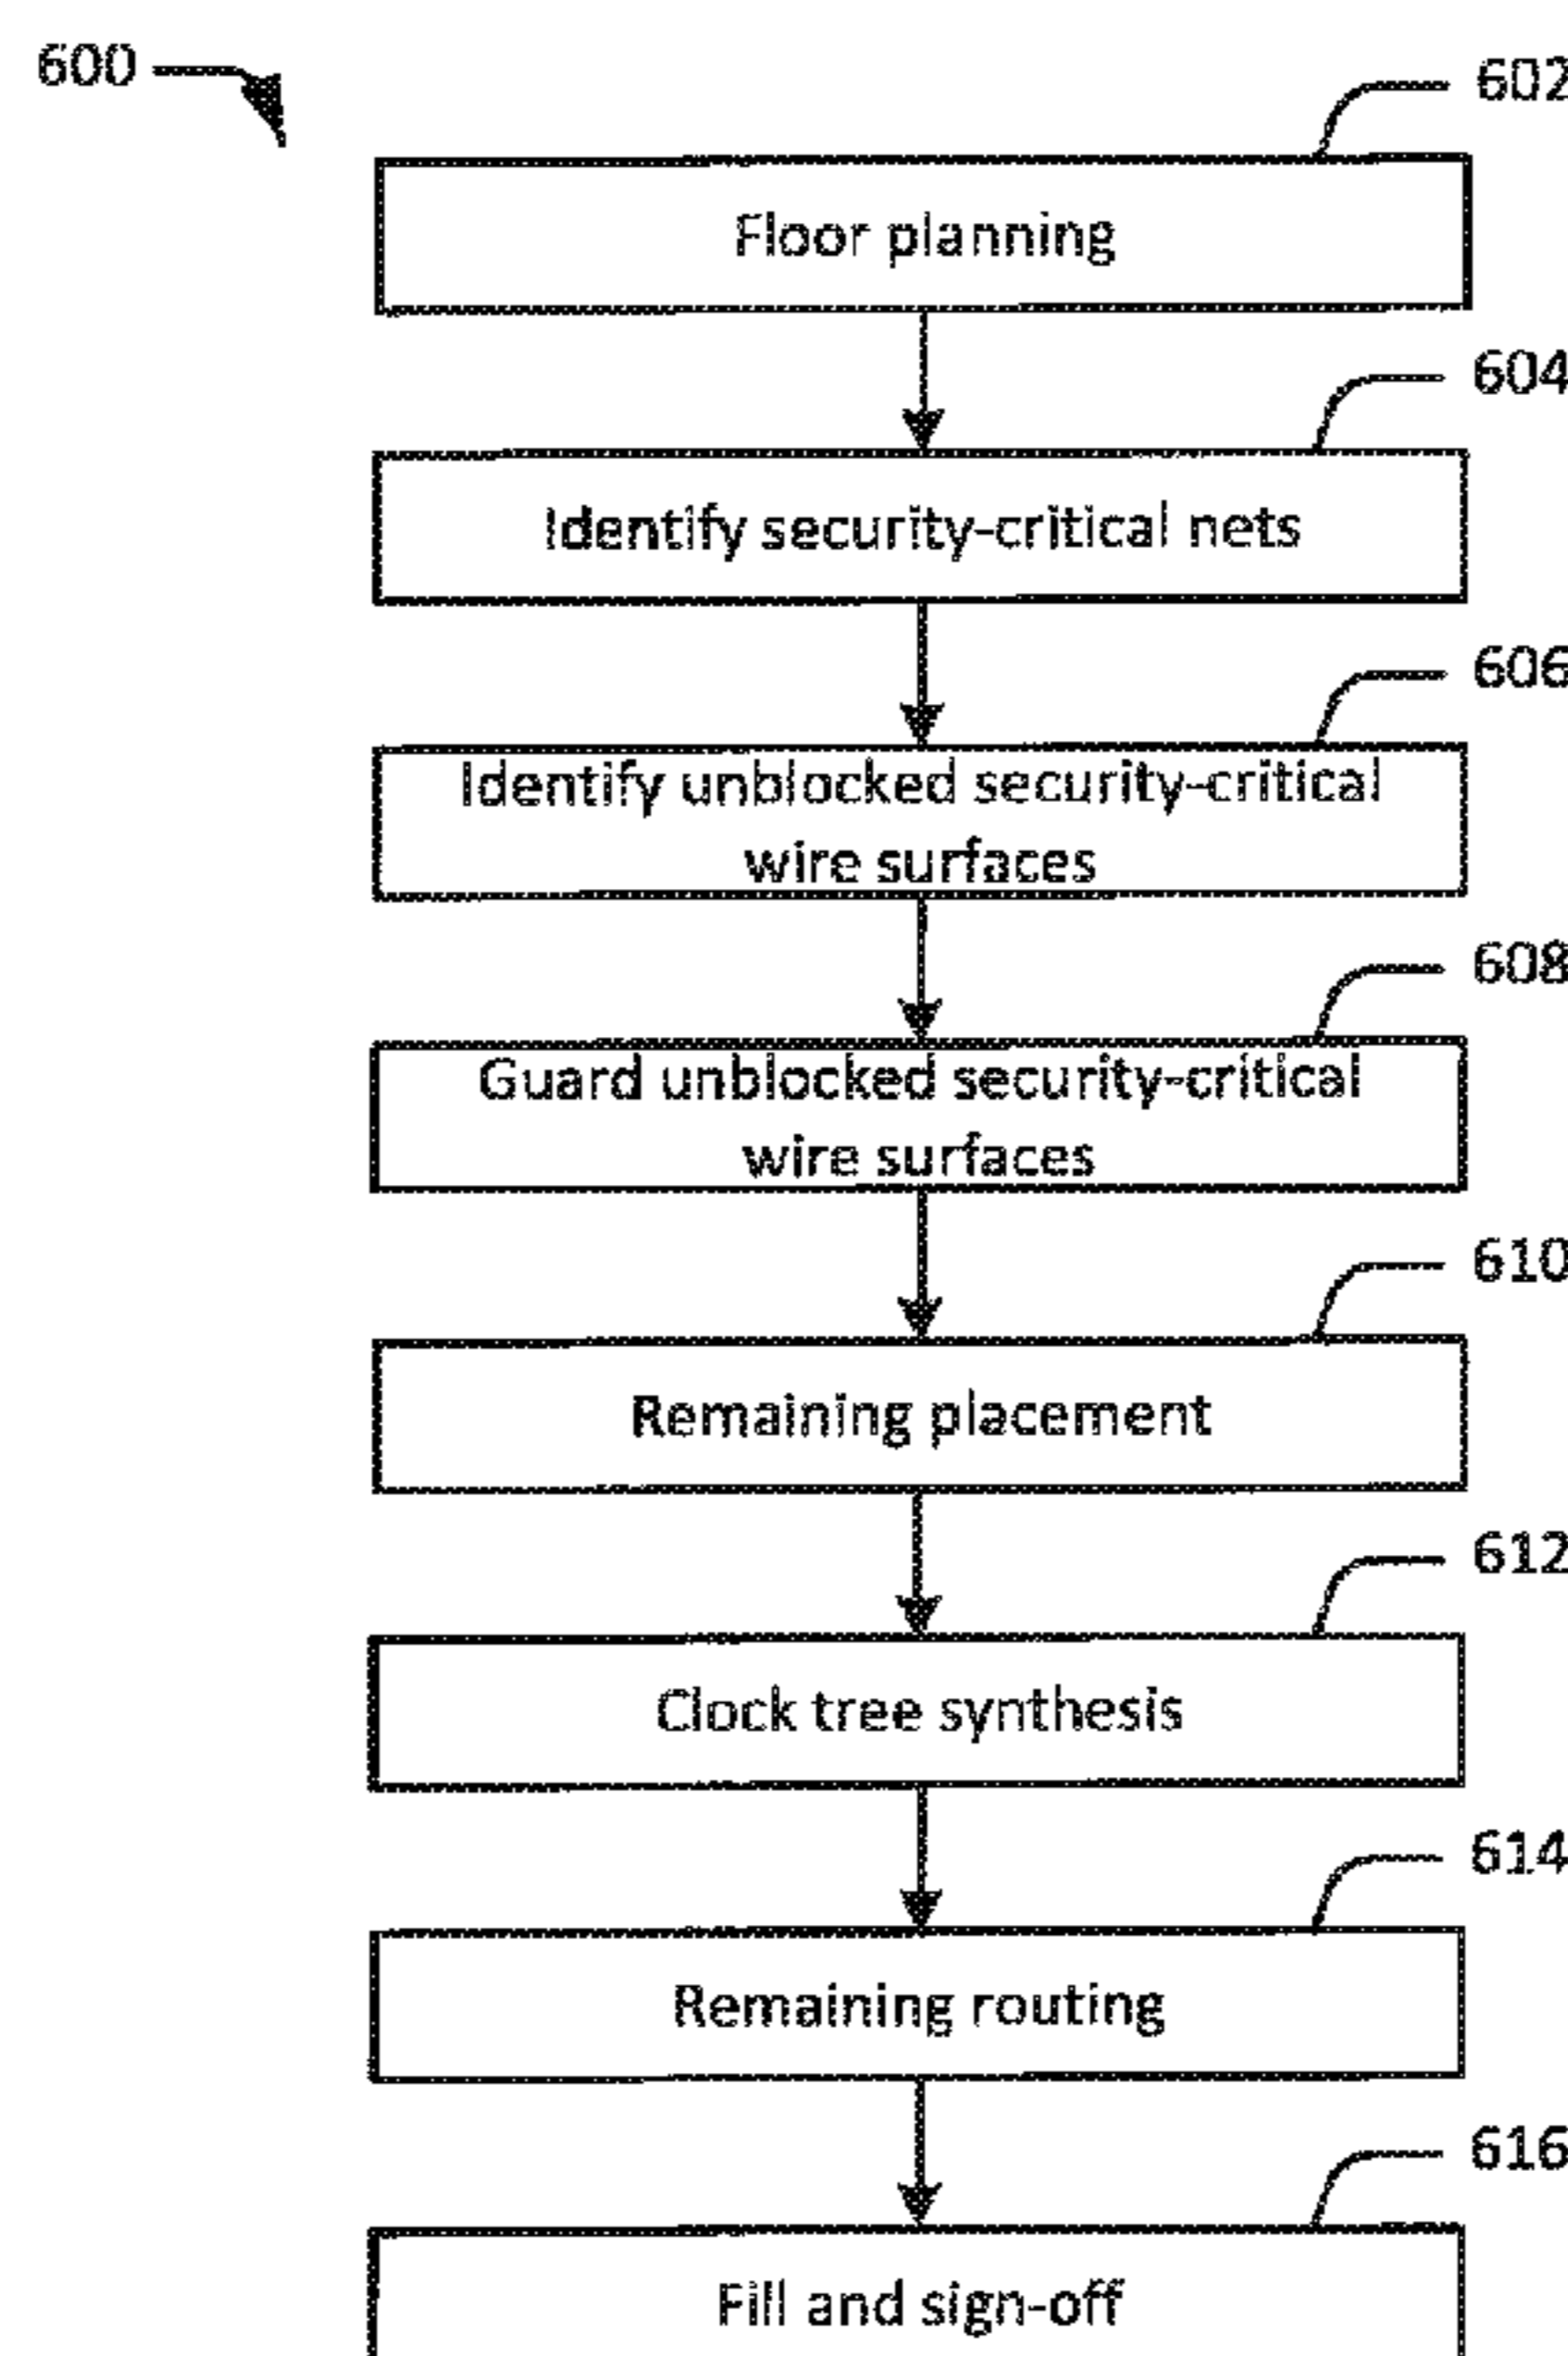 600
602
Floor planning
604
Identify security-critical nets
606
Identify unblocked security-critical
wire surfaces
608
Guard unblocked security-critical
wire surfaces
610
Remaining placement
612
Clock tree synthesis
614
Remaining routing
616
Fill and sign-off